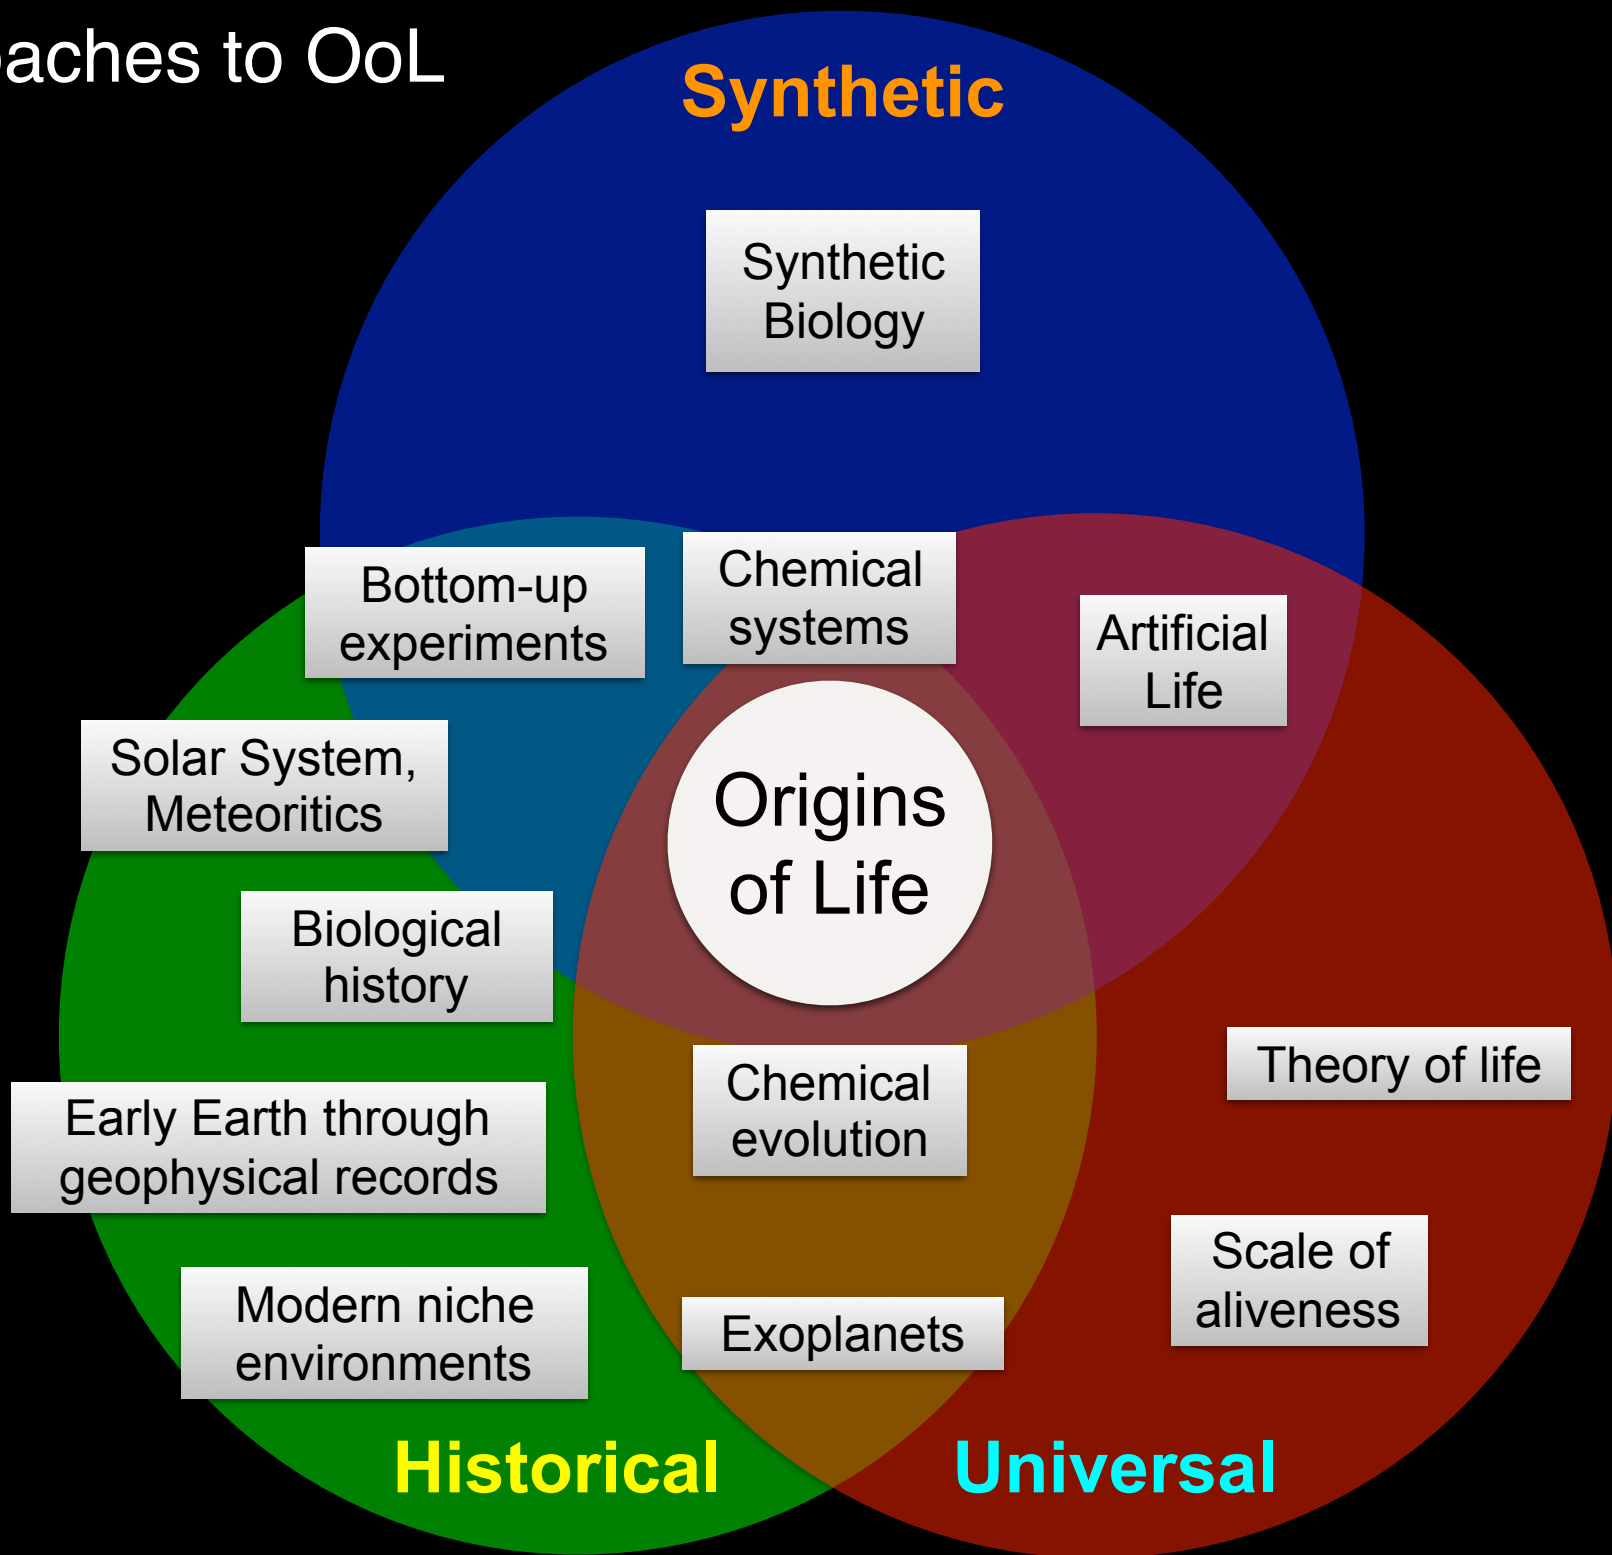 aches to OoL
Synthetic
Synthetic
Biology
Bottom-up
experiments
Chemical
systems
Artificial
Life
Solar System,
Meteoritics
Origins
of Life
Biological
history
Theory of life
Chemical
evolution
Early Earth through
geophysical records
Scale of
aliveness
Modern niche
environments
Exoplanets
Historical
Universal